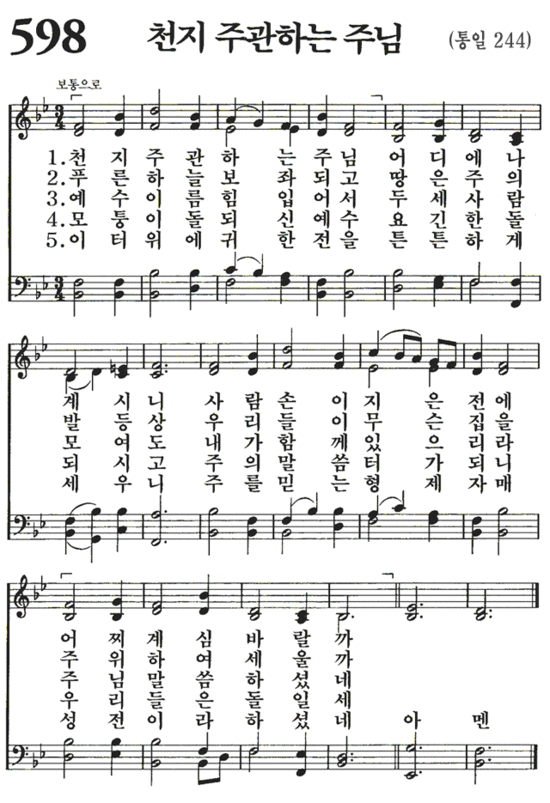 598 천지 주관하는 주님 (통일 244)
보통으로
1.천 지 주 관 하 는 주 님 어 디 에 나
2.푸 른 하 늘 보 좌 되 고 땅 은 주 의
3.예 수 이 름 힘 입 어 서 두 세 사 람
4.모 퉁 이 돌 되 신 예 수 요 긴 한 돌
5.이 터 위 에 귀 한 전 을 튼 튼 하 게
계 시 니 사 람 손 이 지 은 전 에
발 등 상 우 리 들 이 무 슨 집 을
모 여 도 내 가 함 께 있 으 리 라
되 시 고 주 의 말 씀 터 가 되 니
세 우 니 주 를 믿 는 형 제 자 매
어 찌 계 심 바 랄 까
주 위 하 여 세 울 까
주 님 말 씀 하 셨 네
우 리 들 은 돌 일 세
성 전 이 라 하 셨 네 아 멘